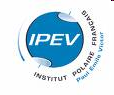 IPEV
INSTITUT POLAIRE FRANÇAIS
Paul Emile Victor